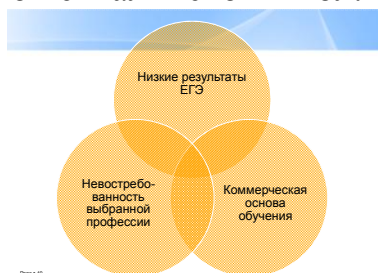 Низкие результаты
ЕГЭ
Невостребо-
ванность
выбранной
профессии
Коммерческая
основа
обучения